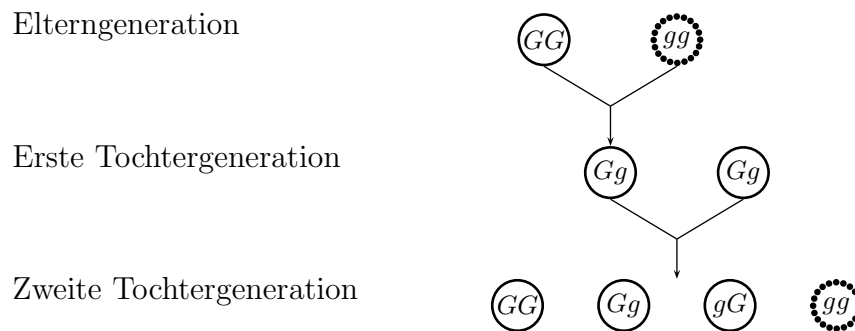 Elterngeneration GG gg
Erste Tochtergeneration Gg Gg
Zweite Tochtergeneration GG Gg gG gg